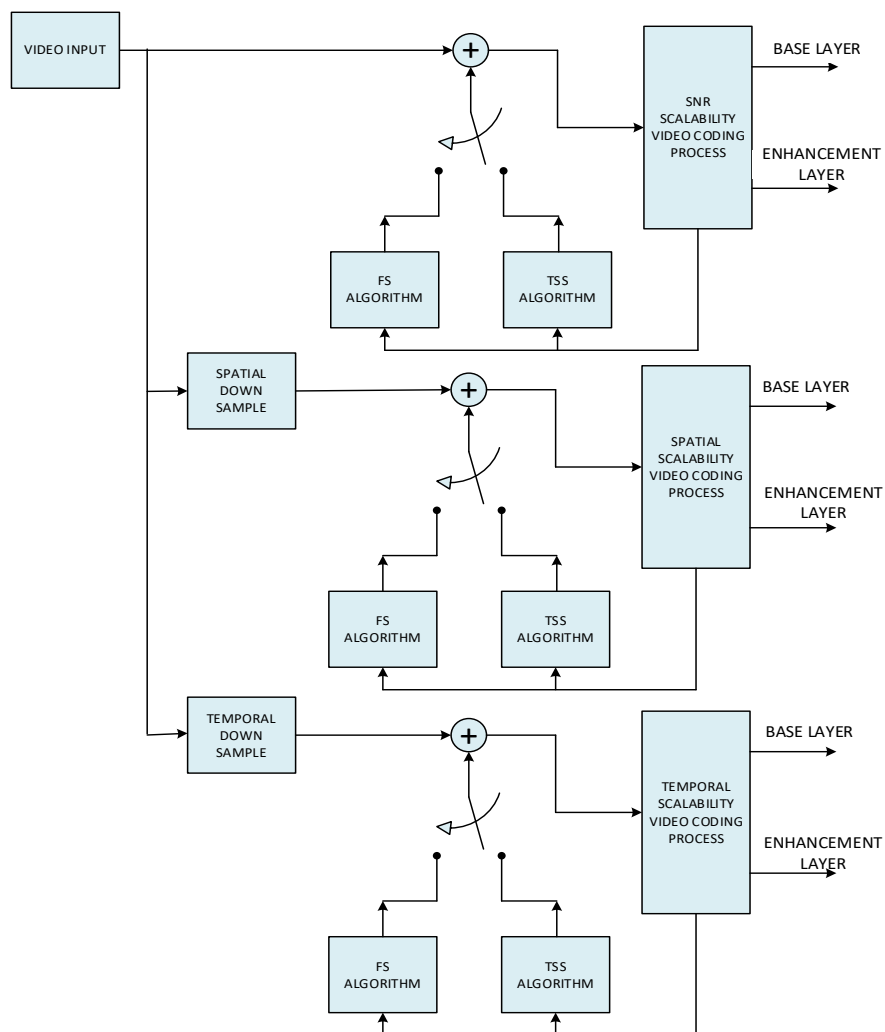 VIDEO INPUT
+
SNR
SCALABILITY
VIDEO CODING
PROCESS
BASE LAYER
ENHANCEMENT
LAYER
FS
ALGORITHM
TSS
ALGORITHM
SPATIAL
DOWN
SAMPLE
+
SPATIAL
SCALABILITY
VIDEO CODING
PROCESS
BASE LAYER
ENHANCEMENT
LAYER
FS
ALGORITHM
TSS
ALGORITHM
TEMPORAL
DOWN
SAMPLE
+
TEMPORAL
SCALABILITY
VIDEO CODING
PROCESS
BASE LAYER
ENHANCEMENT
LAYER
FS
ALGORITHM
TSS
ALGORITHM